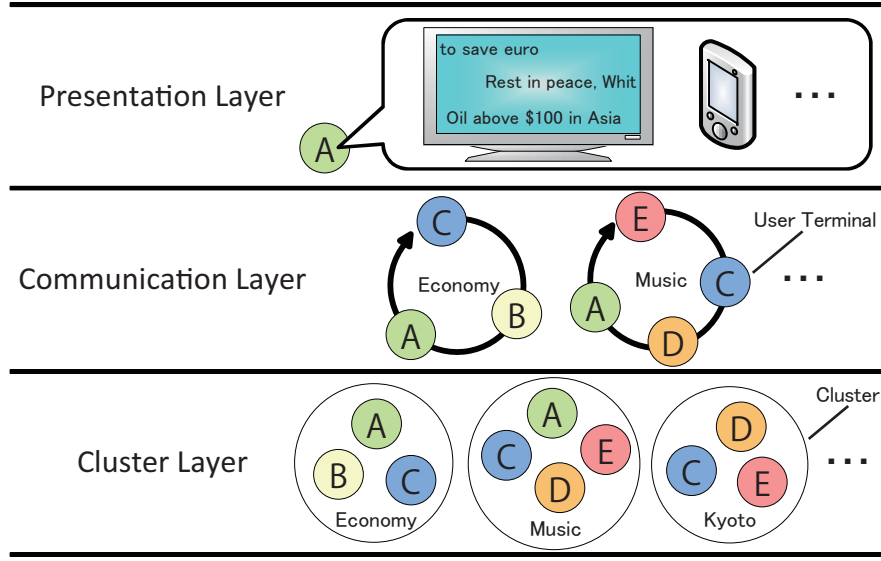 Presentation Layer
to save euro
Rest in peace, Whit
Oil above $100 in Asia
...
A
Communication Layer
C
Economy
B
A
E
Music
C
D
A
User Terminal
...
Cluster Layer
A
B
C
Economy
A
C
E
D
Music
D
C
E
Kyoto
Cluster
...